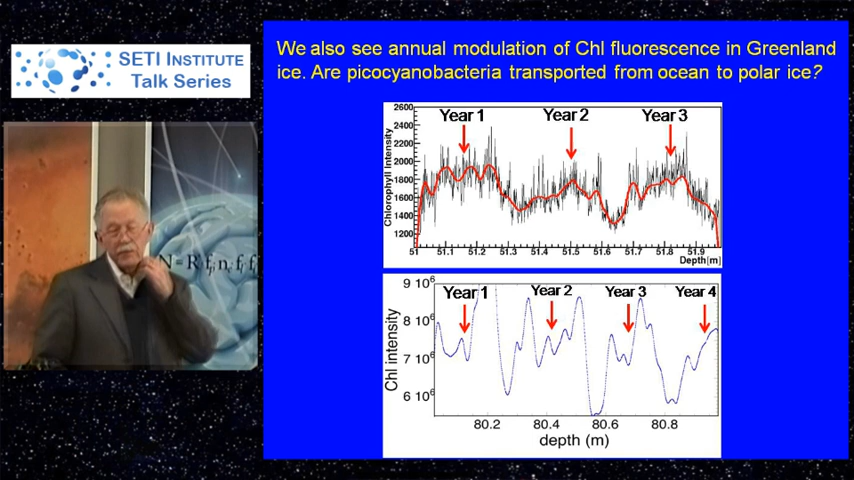 SETI INSTITUTE
Talk Series
N= R* fp ne fl f
We also see annual modulation of Chl fluorescence in Greenland
ice. Are picocyanobacteria transported from ocean to polar ice?
Year 1 Year 2 Year 3
Chlorophyll Intensity
2600
2400
2200
2000
1800
1600
1400
1200
51 51.1 51.2 51.3 51.4 51.5 51.6 51.7 51.8 51.9
Depth[m]
Year 1 Year 2 Year 3 Year 4
Chl intensity
9 10⁶
8 10⁶
7 10⁶
6 10⁶
80.2 80.4 80.6 80.8
depth (m)